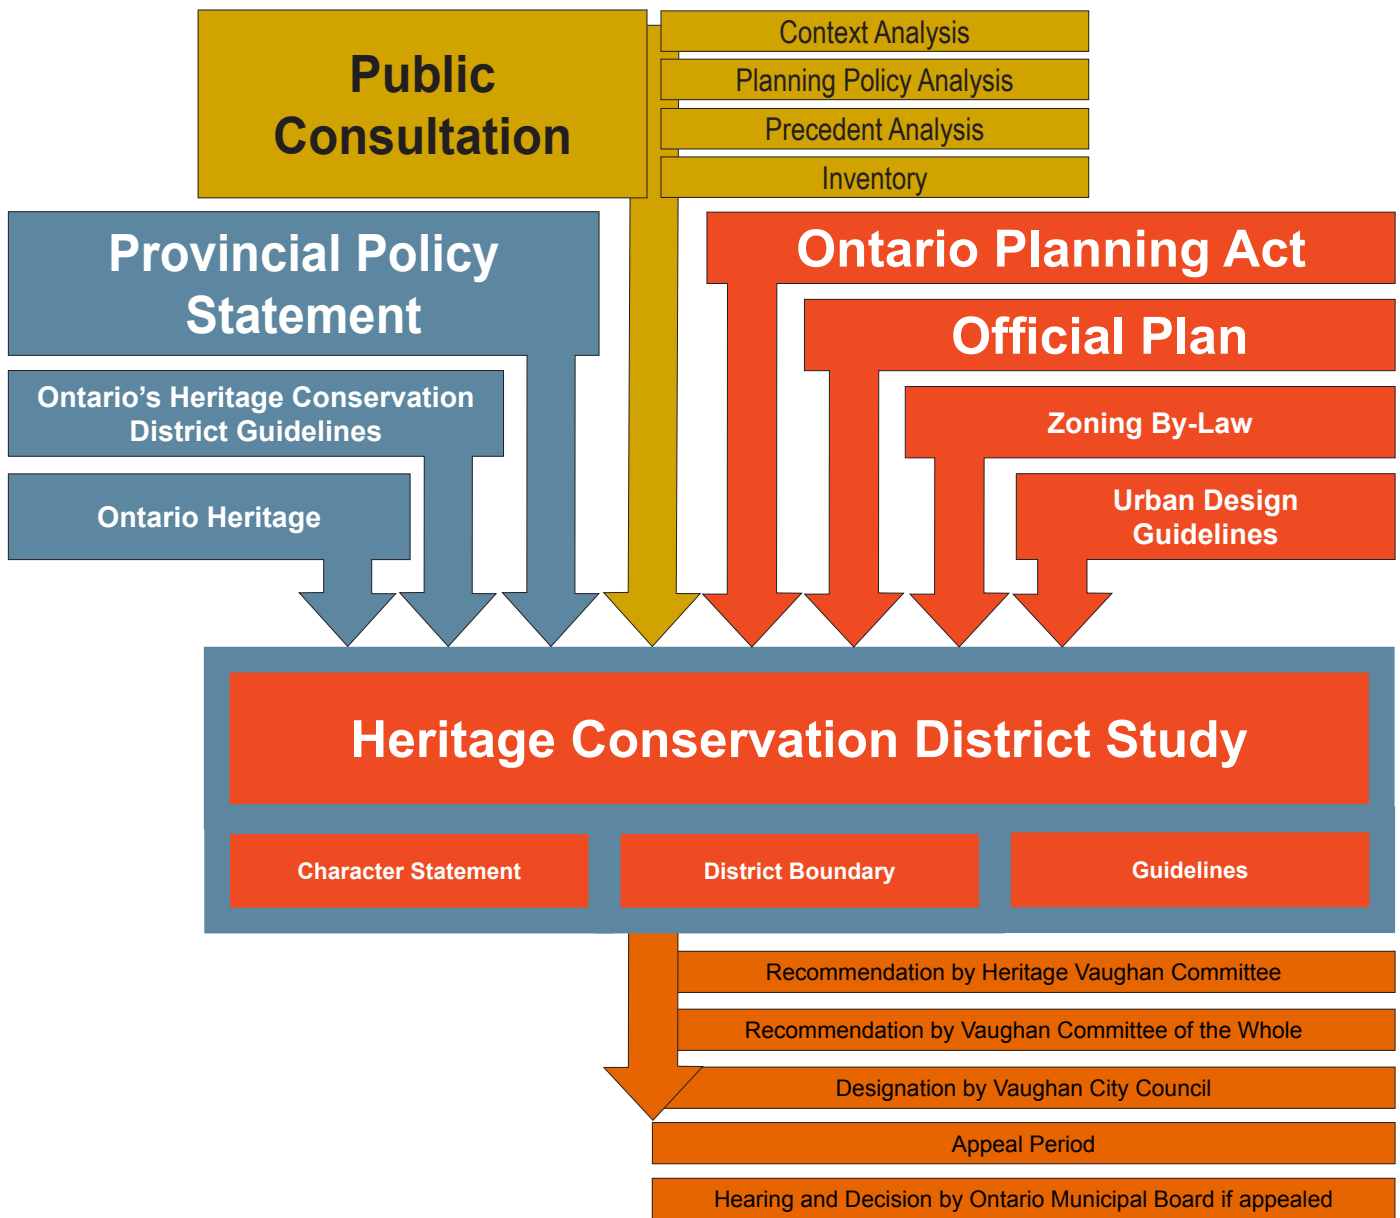 Public
Consultation
Context Analysis
Planning Policy Analysis
Precedent Analysis
Inventory
Provincial Policy
Statement
Ontario's Heritage Conservation
District Guidelines
Ontario Heritage
Ontario Planning Act
Official Plan
Zoning By-Law
Urban Design
Guidelines
Heritage Conservation District Study
Character Statement
District Boundary
Guidelines
Recommendation by Heritage Vaughan Committee
Recommendation by Vaughan Committee of the Whole
Designation by Vaughan City Council
Appeal Period
Hearing and Decision by Ontario Municipal Board if appealed